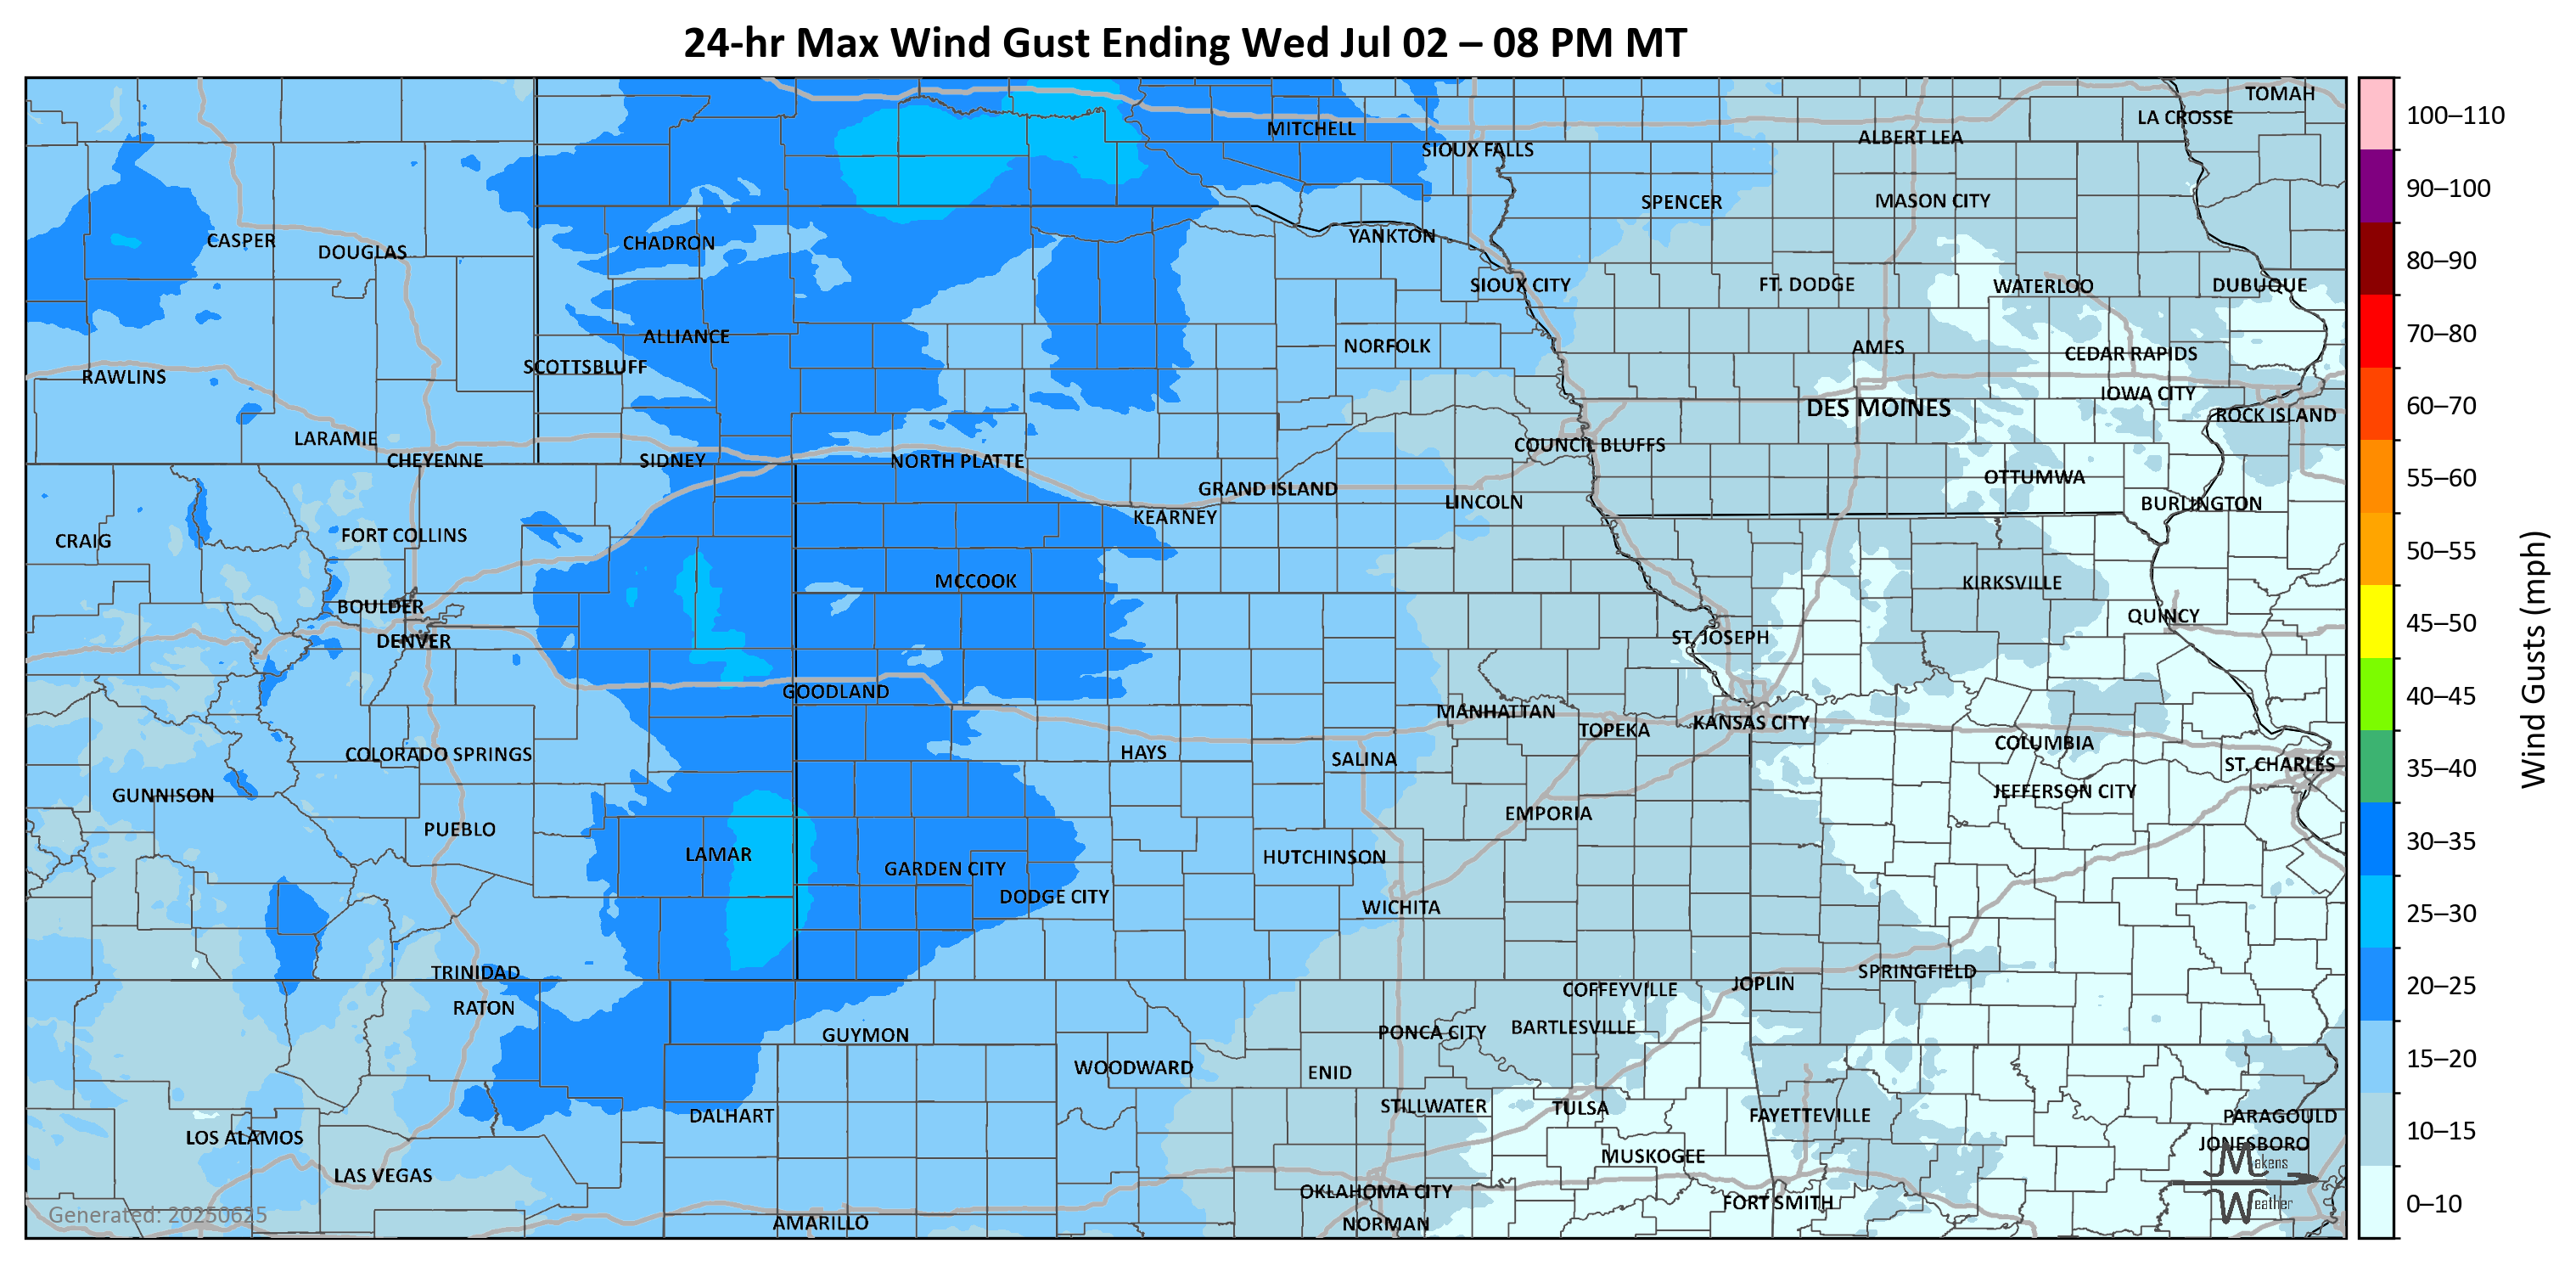 24-hr Max Wind Gust Ending Wed Jul 02 – 08 PM MT
TOMAH
LA CROSSE
MITCHELL
ALBERT LEA
SIOUX FALLS
SPENCER
MASON CITY
CASPER
DOUGLAS
CHADRON
YANKTON
SIOUX CITY
FT. DODGE
WATERLOO
DUBUQUE
ALLIANCE
NORFOLK
AMES
CEDAR RAPIDS
SCOTTSBLUFF
RAWLINS
IOWA CITY
DES MOINES
ROCK ISLAND
LARAMIE
COUNCIL BLUFFS
CHEYENNE
SIDNEY
NORTH PLATTE
OTTUMWA
GRAND ISLAND
LINCOLN
BURLINGTON
KEARNEY
FORT COLLINS
CRAIG
MCCOOK
KIRKSVILLE
BOULDER
QUINCY
DENVER
ST. JOSEPH
GOODLAND
MANHATTAN
TOPEKA
KANSAS CITY
COLORADO SPRINGS
HAYS
SALINA
COLUMBIA
ST. CHARLES
GUNNISON
JEFFERSON CITY
PUEBLO
EMPORIA
LAMAR
HUTCHINSON
GARDEN CITY
DODGE CITY
WICHITA
TRINIDAD
SPRINGFIELD
JOPLIN
COFFEYVILLE
RATON
GUYMON
PONCA CITY
BARTLESVILLE
WOODWARD
ENID
STILLWATER
TULSA
DALHART
FAYETTEVILLE
PARAGOULD
LOS ALAMOS
JONESBORO
MUSKOGEE
LAS VEGAS
OKLAHOMA CITY
FORT SMITH
AMARILLO
NORMAN
Generated: 20250625
Makens
Weather
100–110
90–100
80–90
70–80
60–70
55–60
50–55
45–50
40–45
35–40
30–35
25–30
20–25
15–20
10–15
0–10
Wind Gusts (mph)